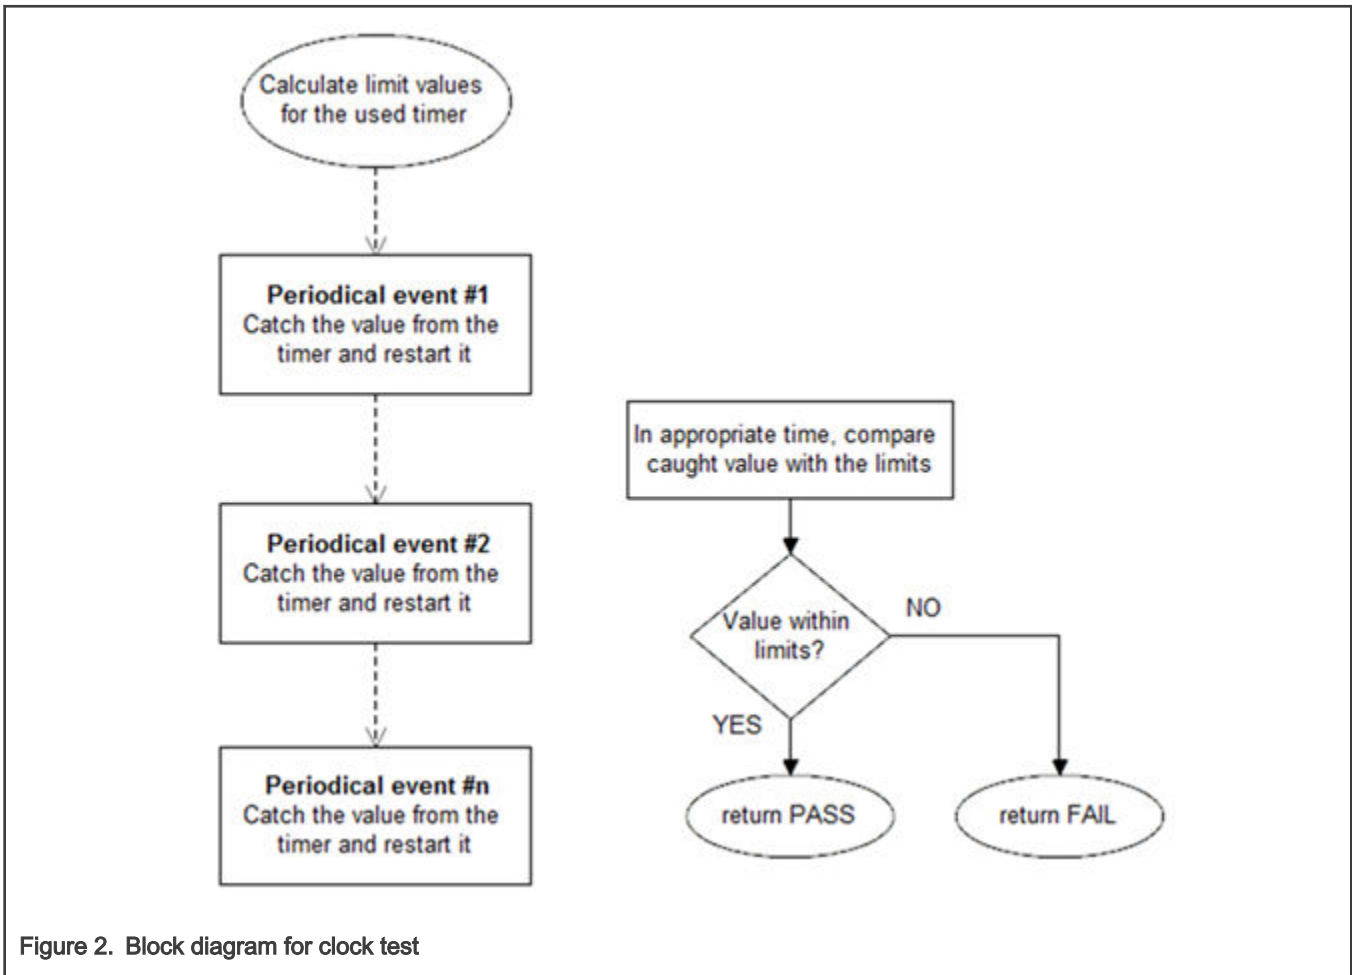 Calculate limit values
for the used timer
Periodical event #1
Catch the value from the
timer and restart it
Periodical event #2
Catch the value from the
timer and restart it
Periodical event #n
Catch the value from the
timer and restart it
In appropriate time, compare
caught value with the limits
Value within
limits?
NO
YES
return PASS
return FAIL
Figure 2. Block diagram for clock test